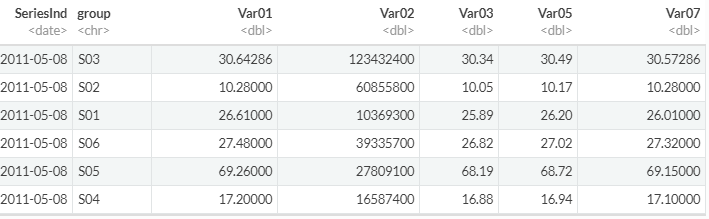 SeriesInd group Var01 Var02 Var03 Var05 Var07
<date> <chr> <dbl> <dbl> <dbl> <dbl> <dbl>
2011-05-08 S03 30.64286 123432400 30.34 30.49 30.57286
2011-05-08 S02 10.28000 60855800 10.05 10.17 10.28000
2011-05-08 S01 26.61000 10369300 25.89 26.20 26.01000
2011-05-08 S06 27.48000 39335700 26.82 27.02 27.32000
2011-05-08 S05 69.26000 27809100 68.19 68.72 69.15000
2011-05-08 S04 17.20000 16587400 16.88 16.94 17.10000